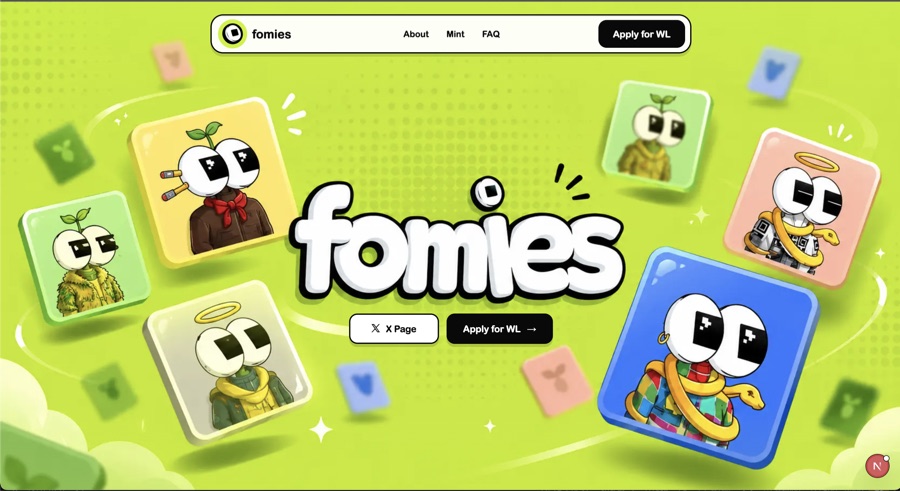 fomies
About
Mint
FAQ
Apply for WL
fomies
X Page
Apply for WL →
N